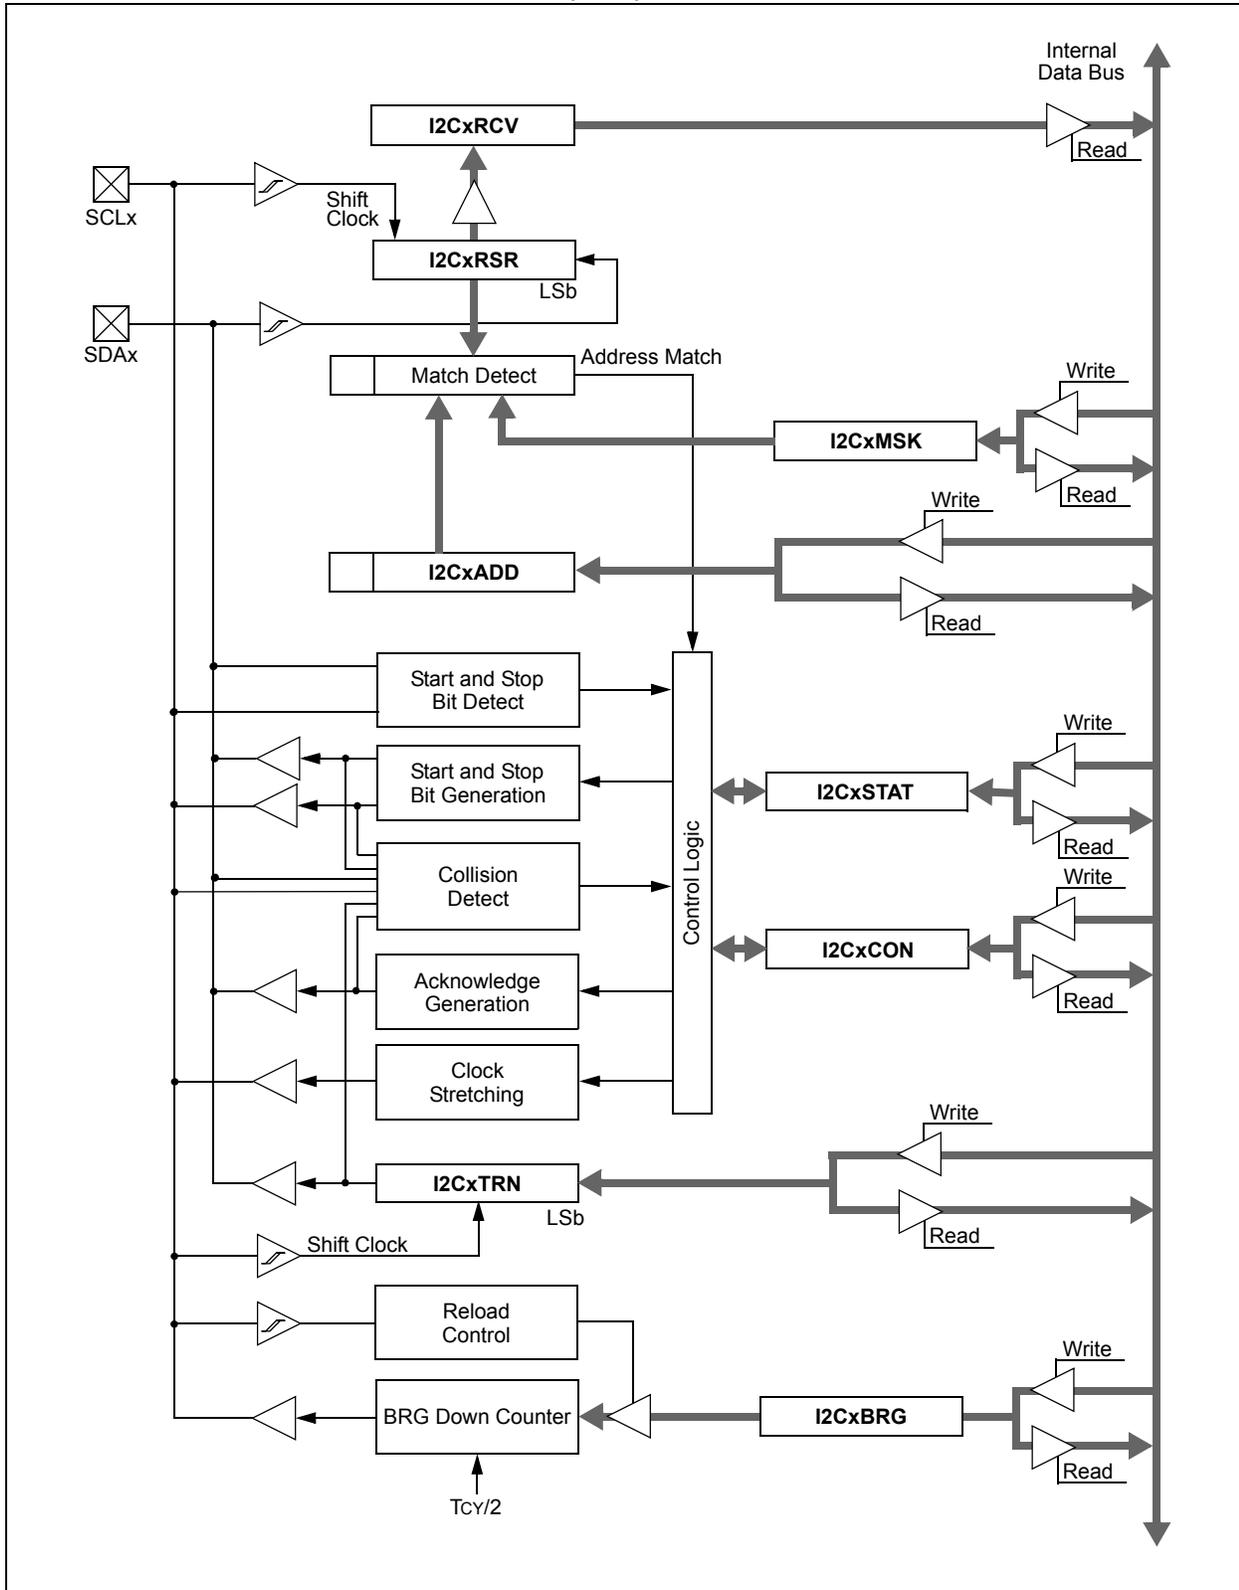 Internal
Data Bus
I2CxRCV
Read
SCLx
Shift
Clock
I2CxRSR
LSb
SDAx
Address Match
Match Detect
Write
I2CxMSK
Read
Write
I2CxADD
Read
Start and Stop
Bit Detect
Write
Start and Stop
Bit Generation
I2CxSTAT
Read
Control Logic
Collision
Detect
Write
I2CxCON
Read
Acknowledge
Generation
Clock
Stretching
Write
I2CxTRN
LSb
Read
Shift Clock
Reload
Control
Write
BRG Down Counter
I2CxBRG
Read
TCY/2